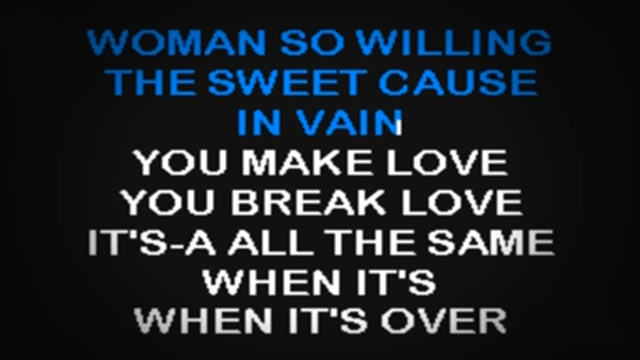 WOMAN SO WILLING
THE SWEET CAUSE
IN VAIN
YOU MAKE LOVE
YOU BREAK LOVE
IT'S-A ALL THE SAME
WHEN IT'S
WHEN IT'S OVER